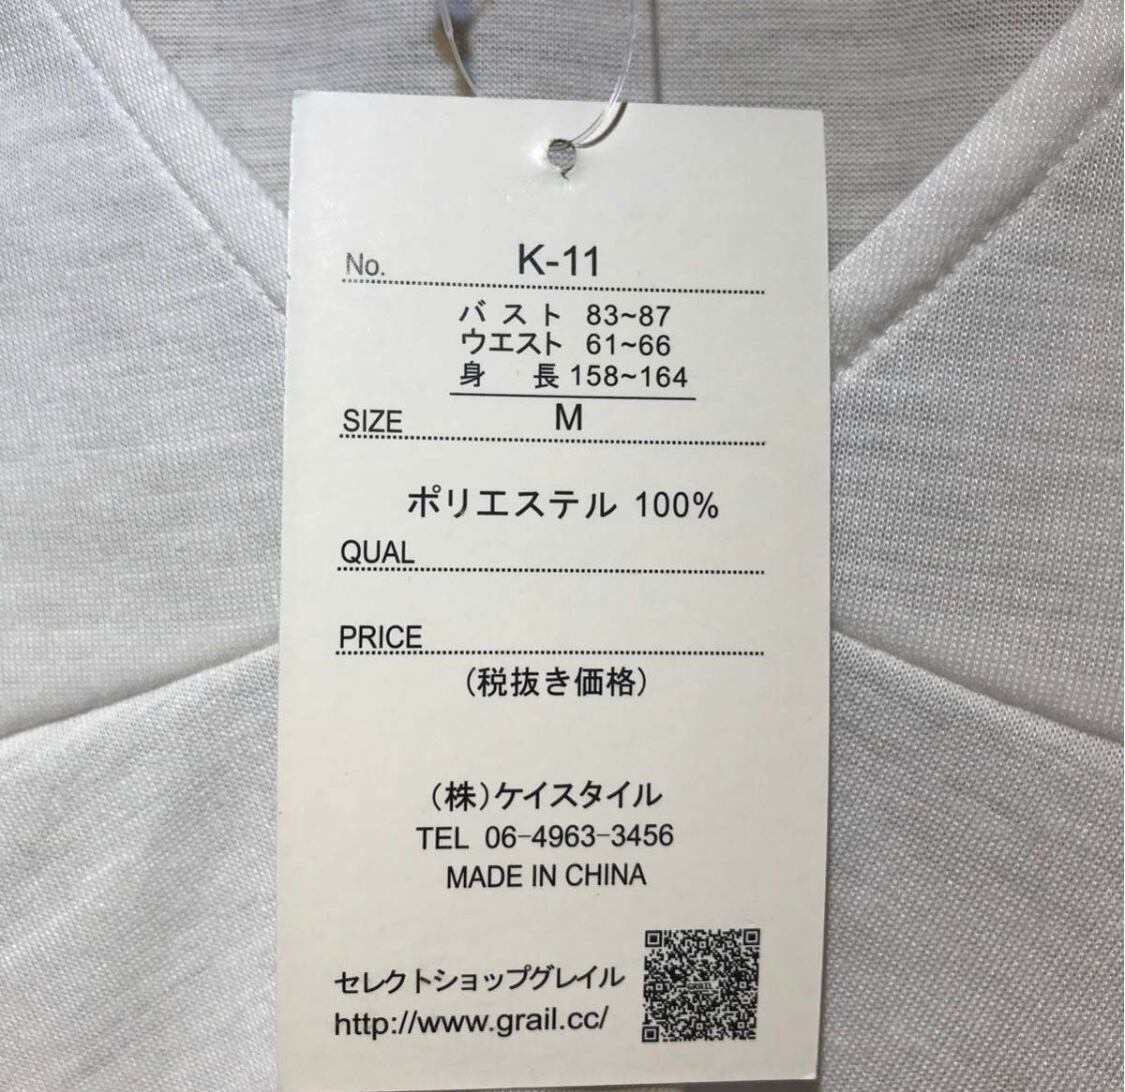 No. K-11
バスト 83~87
ウエスト 61~66
身長 158~164
SIZE M
ポリエステル 100%
QUAL
PRICE
(税抜き価格)
(株)ケイスタイル
TEL 06-4963-3456
MADE IN CHINA
セレクトショップグレイル
http://www.grail.cc/
GRAIL